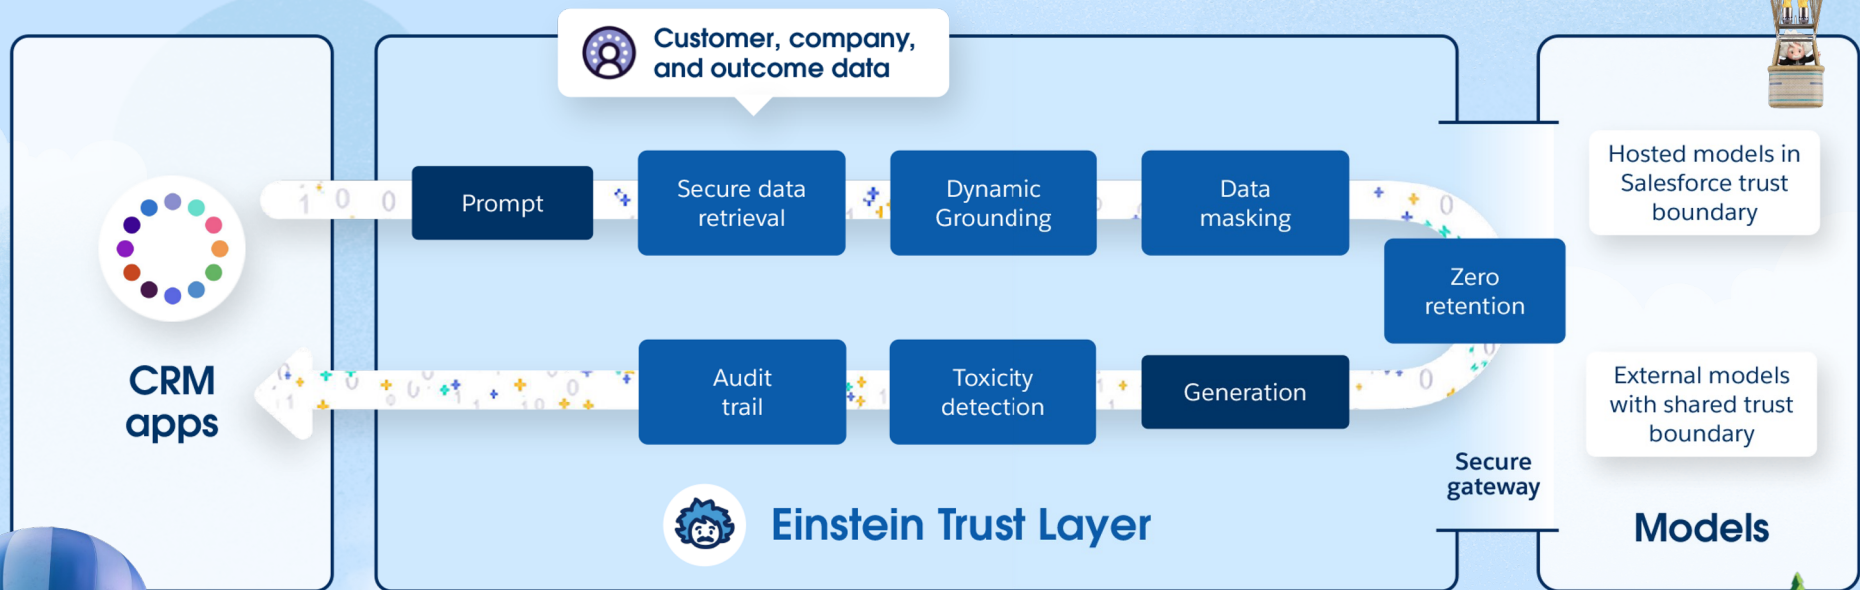 Customer, company,
and outcome data
Prompt
Secure data
retrieval
Dynamic
Grounding
Data
masking
Zero
retention
Hosted models in
Salesforce trust
boundary
CRM
apps
Audit
trail
Toxicity
detection
Generation
External models
with shared trust
boundary
Secure
gateway
Einstein Trust Layer
Models